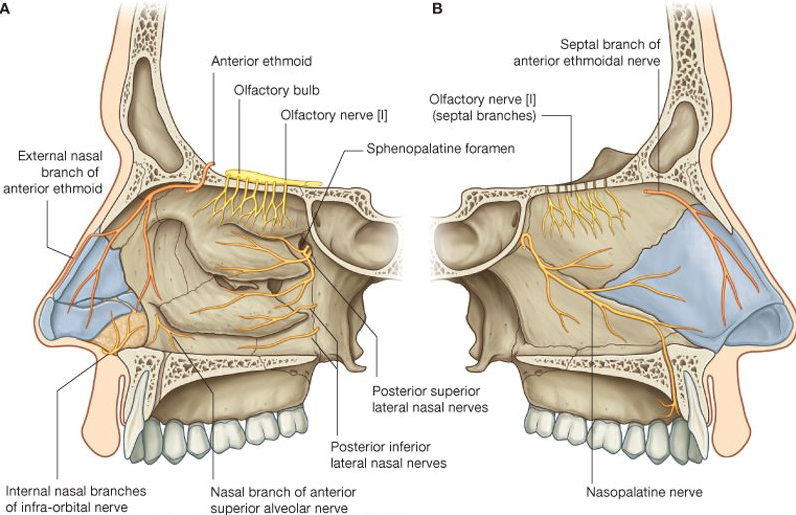 A
B
Anterior ethmoid
Olfactory bulb
Olfactory nerve [I]
Sphenopalatine foramen
External nasal
branch of
anterior ethmoid
Septal branch of
anterior ethmoidal nerve
Olfactory nerve [I]
(septal branches)
Posterior superior
lateral nasal nerves
Posterior inferior
lateral nasal nerves
Internal nasal branches
of infra-orbital nerve
Nasal branch of anterior
superior alveolar nerve
Nasopalatine nerve